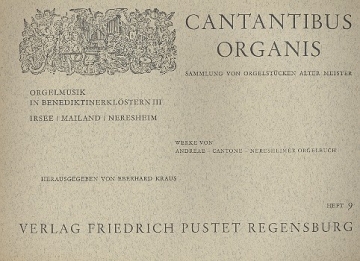 CANTANTIBUS
ORGANIS
SAMMLUNG VON ORGELSTÜCKEN ALTER MEISTER
ORGELMUSIK
IN BENEDIKTINERKLÖSTERN III
IRSEE / MAILAND / NERESHEIM
WERKE VON
ANDREAE - CANTONE - NERESHEIMER ORGELBUCH
HERAUSGEGEBEN VON EBERHARD KRAUS
HEFT 9
VERLAG FRIEDRICH PUSTET REGENSBURG